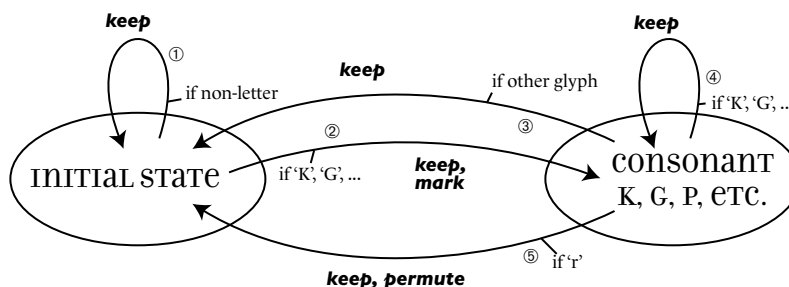 keep
keep
①
④
keep
if non-letter
if other glyph
if ‘K’, ‘G’, ...
②
③
INITIAL STATE
if ‘K’, ‘G’, ...
keep,
mark
CONSONANT
K, G, P, ETC.
⑤
if ‘r’
keep, permute